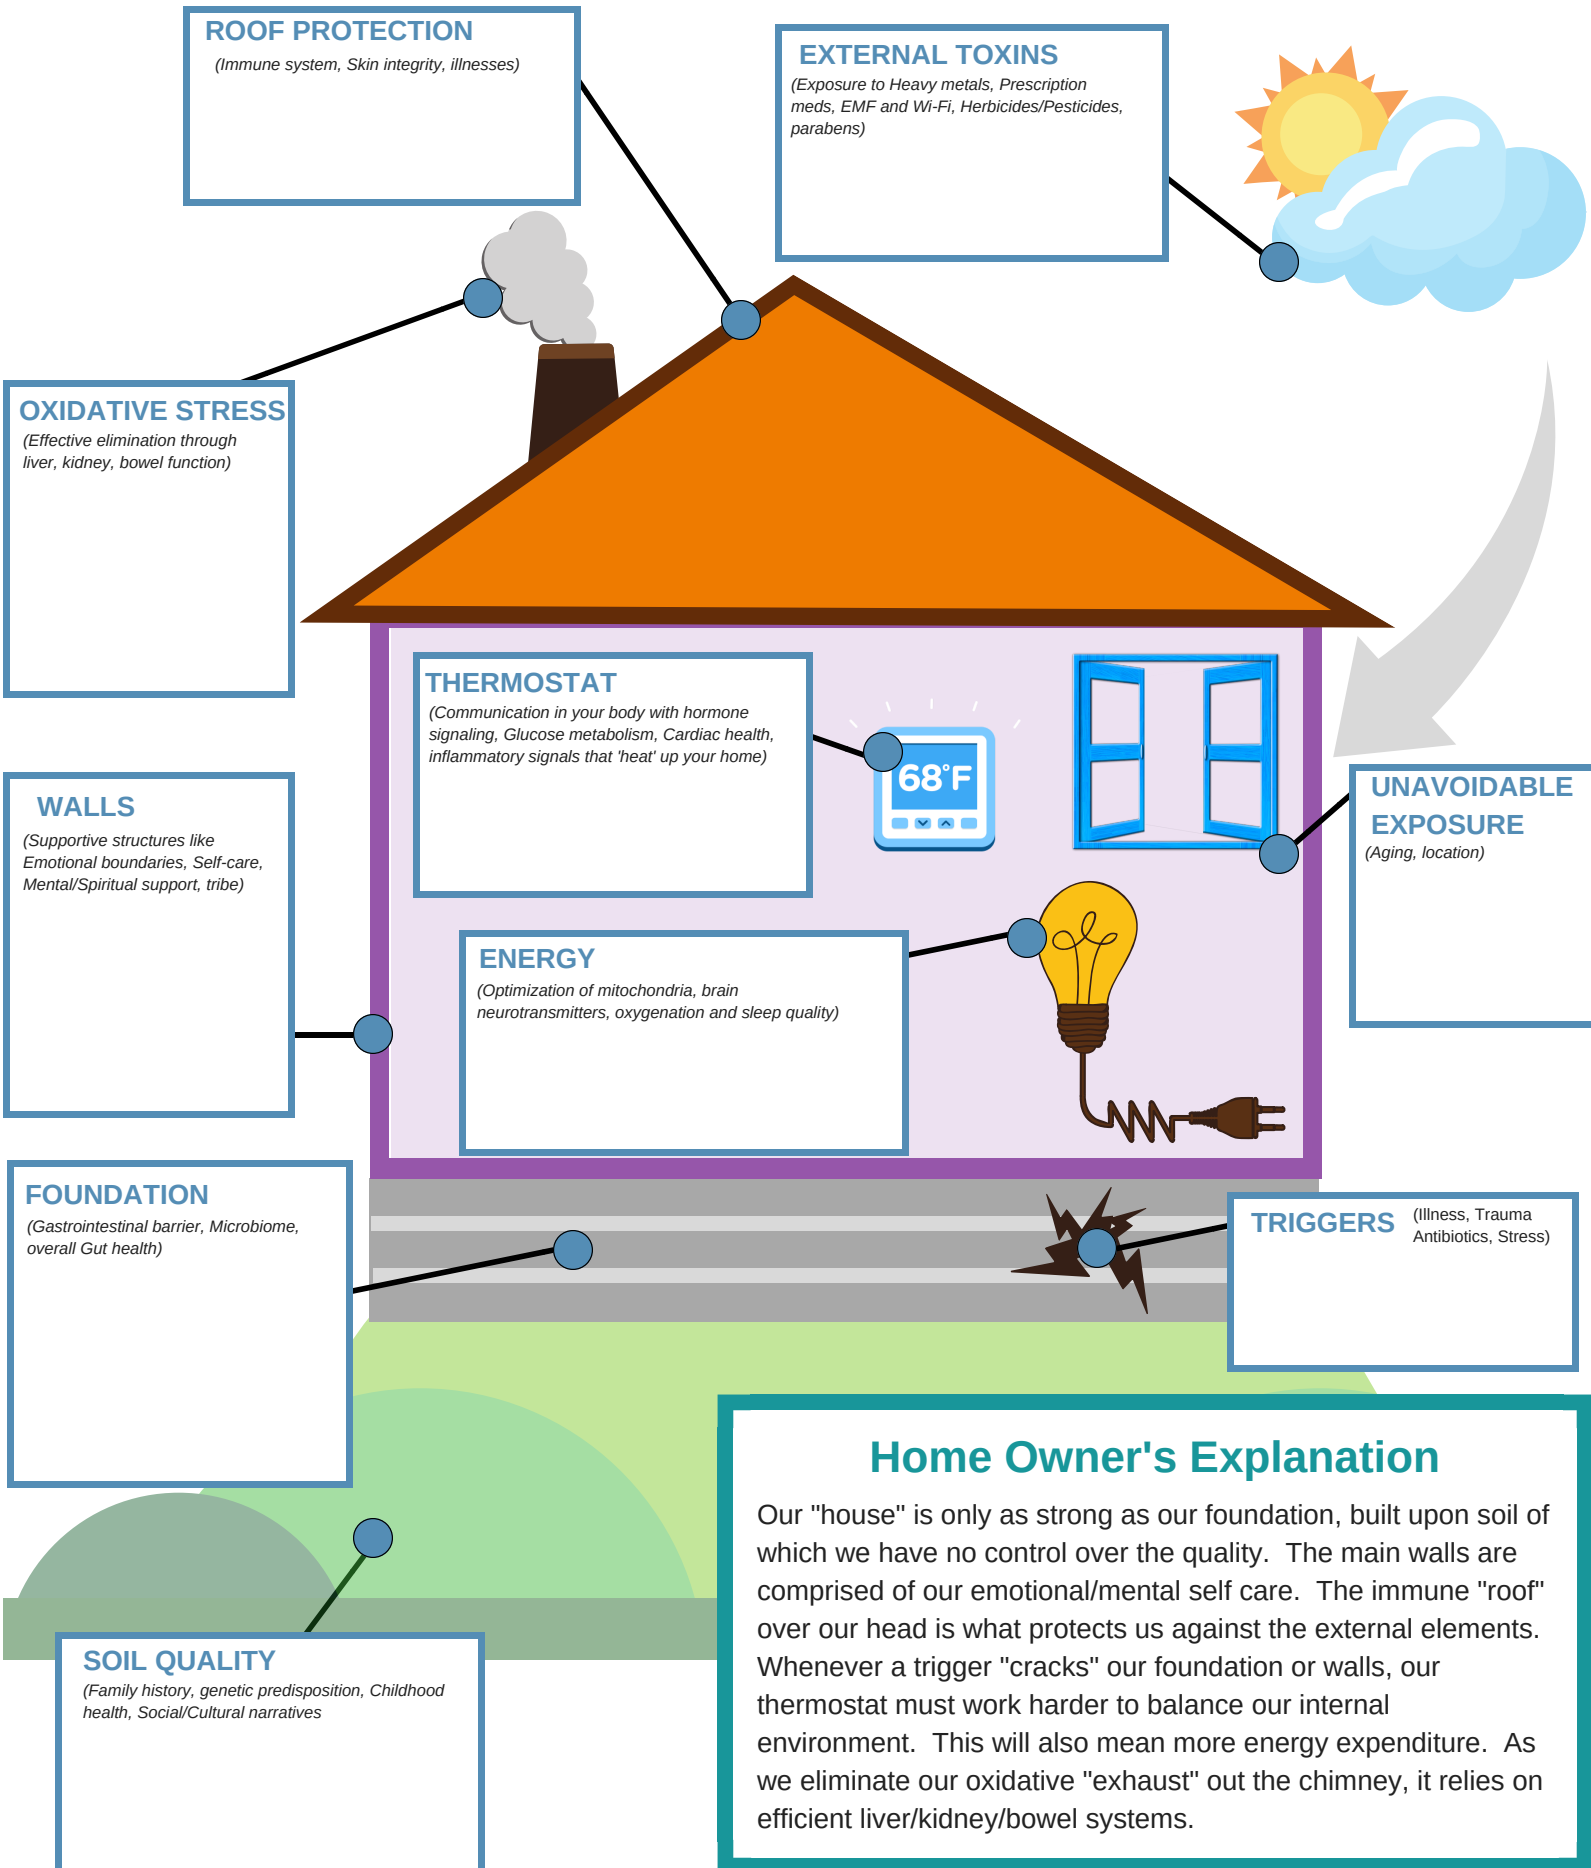 ROOF PROTECTION
(Immune system, Skin integrity, illnesses)
EXTERNAL TOXINS
(Exposure to Heavy metals, Prescription
meds, EMF and Wi-Fi, Herbicides/Pesticides,
parabens)
OXIDATIVE STRESS
(Effective elimination through
liver, kidney, bowel function)
THERMOSTAT
(Communication in your body with hormone
signaling, Glucose metabolism, Cardiac health,
inflammatory signals that 'heat' up your home)
68°F
UNAVOIDABLE
EXPOSURE
(Aging, location)
WALLS
(Supportive structures like
Emotional boundaries, Self-care,
Mental/Spiritual support, tribe)
ENERGY
(Optimization of mitochondria, brain
neurotransmitters, oxygenation and sleep quality)
FOUNDATION
(Gastrointestinal barrier, Microbiome,
overall Gut health)
TRIGGERS
(Illness, Trauma
Antibiotics, Stress)
SOIL QUALITY
(Family history, genetic predisposition, Childhood
health, Social/Cultural narratives
Home Owner's Explanation
Our "house" is only as strong as our foundation, built upon soil of
which we have no control over the quality.  The main walls are
comprised of our emotional/mental self care.  The immune "roof"
over our head is what protects us against the external elements.
Whenever a trigger "cracks" our foundation or walls, our
thermostat must work harder to balance our internal
environment.  This will also mean more energy expenditure.  As
we eliminate our oxidative "exhaust" out the chimney, it relies on
efficient liver/kidney/bowel systems.